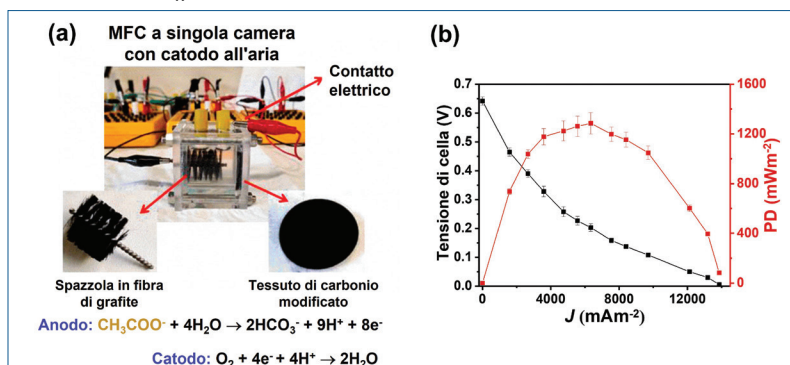 (a)
MFC a singola camera
con catodo all'aria
Contatto
elettrico
Spazzola in fibra
di grafite
Tessuto di carbonio
modificato
Anodo: CH₃COO⁻ + 4H₂O → 2HCO₃⁻ + 9H⁺ + 8e⁻
Catodo: O₂ + 4e⁻ + 4H⁺ → 2H₂O
(b)
Tensione di cella (V)
0.7
0.6
0.5
0.4
0.3
0.2
0.1
0.0
0 4000 8000 12000
J (mAm⁻²)
1600
1200
800
400
0
PD (mWm⁻²)